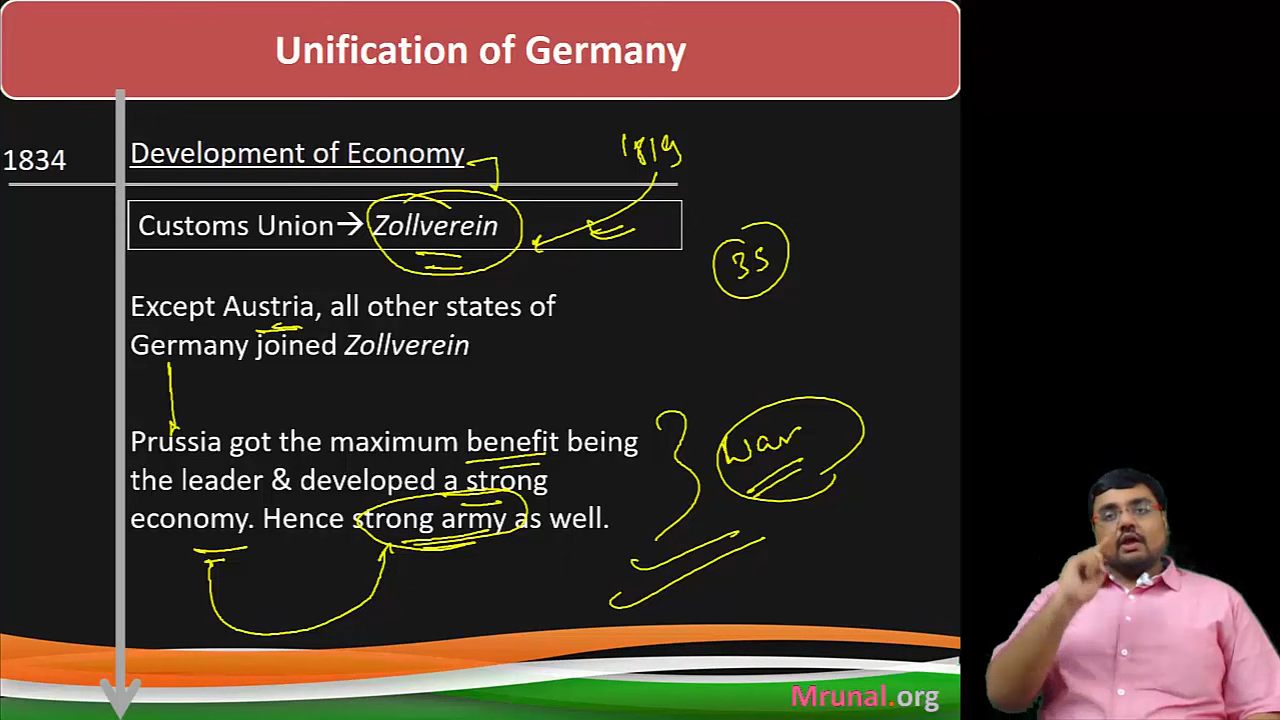 Unification of Germany
1834
Development of Economy
1819
Customs Union→ Zollverein
35
Except Austria, all other states of
Germany joined Zollverein
Prussia got the maximum benefit being
the leader & developed a strong
economy. Hence strong army as well.
war
Mrunal.org